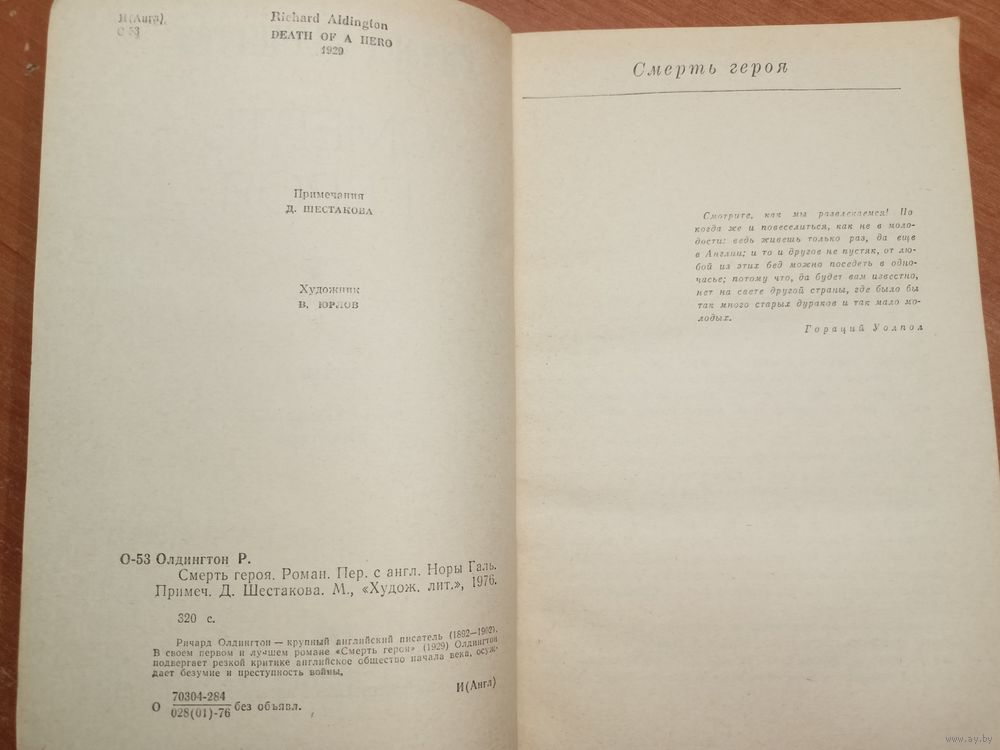 И(Англ)
О 53
Richard Aldington
DEATH OF A HERO
1929
Примечания
Д. ШЕСТАКОВА
Художник
В. ЮРЛОВ
О-53 Олдингтон Р.
Смерть героя. Роман. Пер. с англ. Норы Галь.
Примеч. Д. Шестакова. М., «Худож. лит.», 1976.
320 с.
Ричард Олдингтон — крупный английский писатель (1892—1962).
В своем первом и лучшем романе «Смерть героя» (1929) Олдингтон
подвергает резкой критике английское общество начала века, осуж-
дает безумие и преступность войны.
О 70304-284
028(01)-76 без объявл.
И(Англ)
Смерть героя
Смотрите, как мы развлекаемся! Но
когда же и повеселиться, как не в моло-
дости: ведь живешь только раз, да еще
в Англии; и то и другое не пустяк, от лю-
бой из этих бед можно поседеть в одно-
часье; потому что, да будет вам известно,
нет на свете другой страны, где было бы
так много старых дураков и так мало мо-
лодых.
Гораций Уолпол
www.ay.by